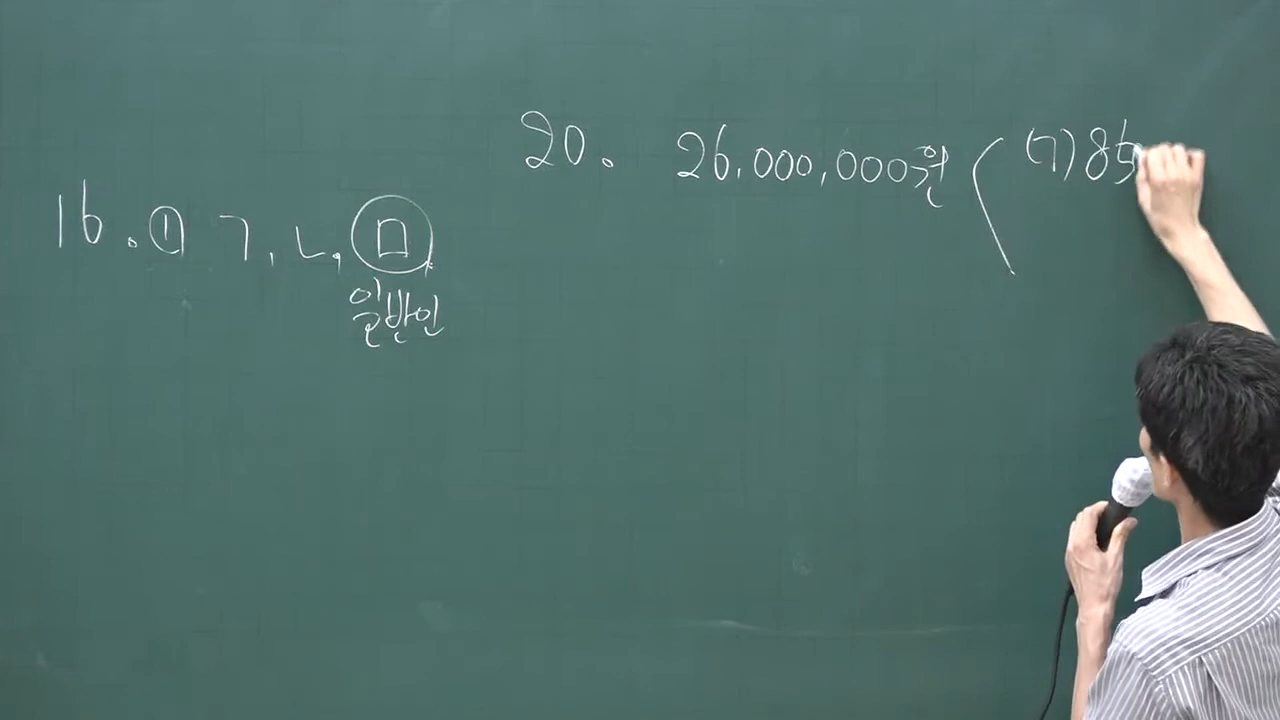 16. ① ㄱ, ㄴ, ㅁ.
일반인
20. 26,000,000원 ( (ㄱ) 85